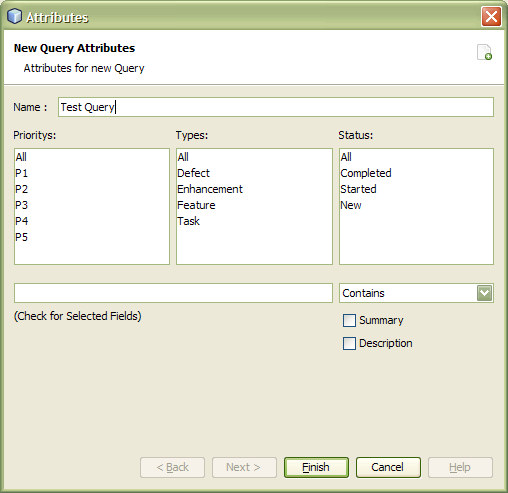 Attributes
New Query Attributes
Attributes for new Query
Name : Test Query
Prioritys: Types: Status:
All All All
P1 Defect Completed
P2 Enhancement Started
P3 Feature New
P4 Task
P5
Contains
(Check for Selected Fields) Summary
Description
< Back Next > Finish Cancel Help